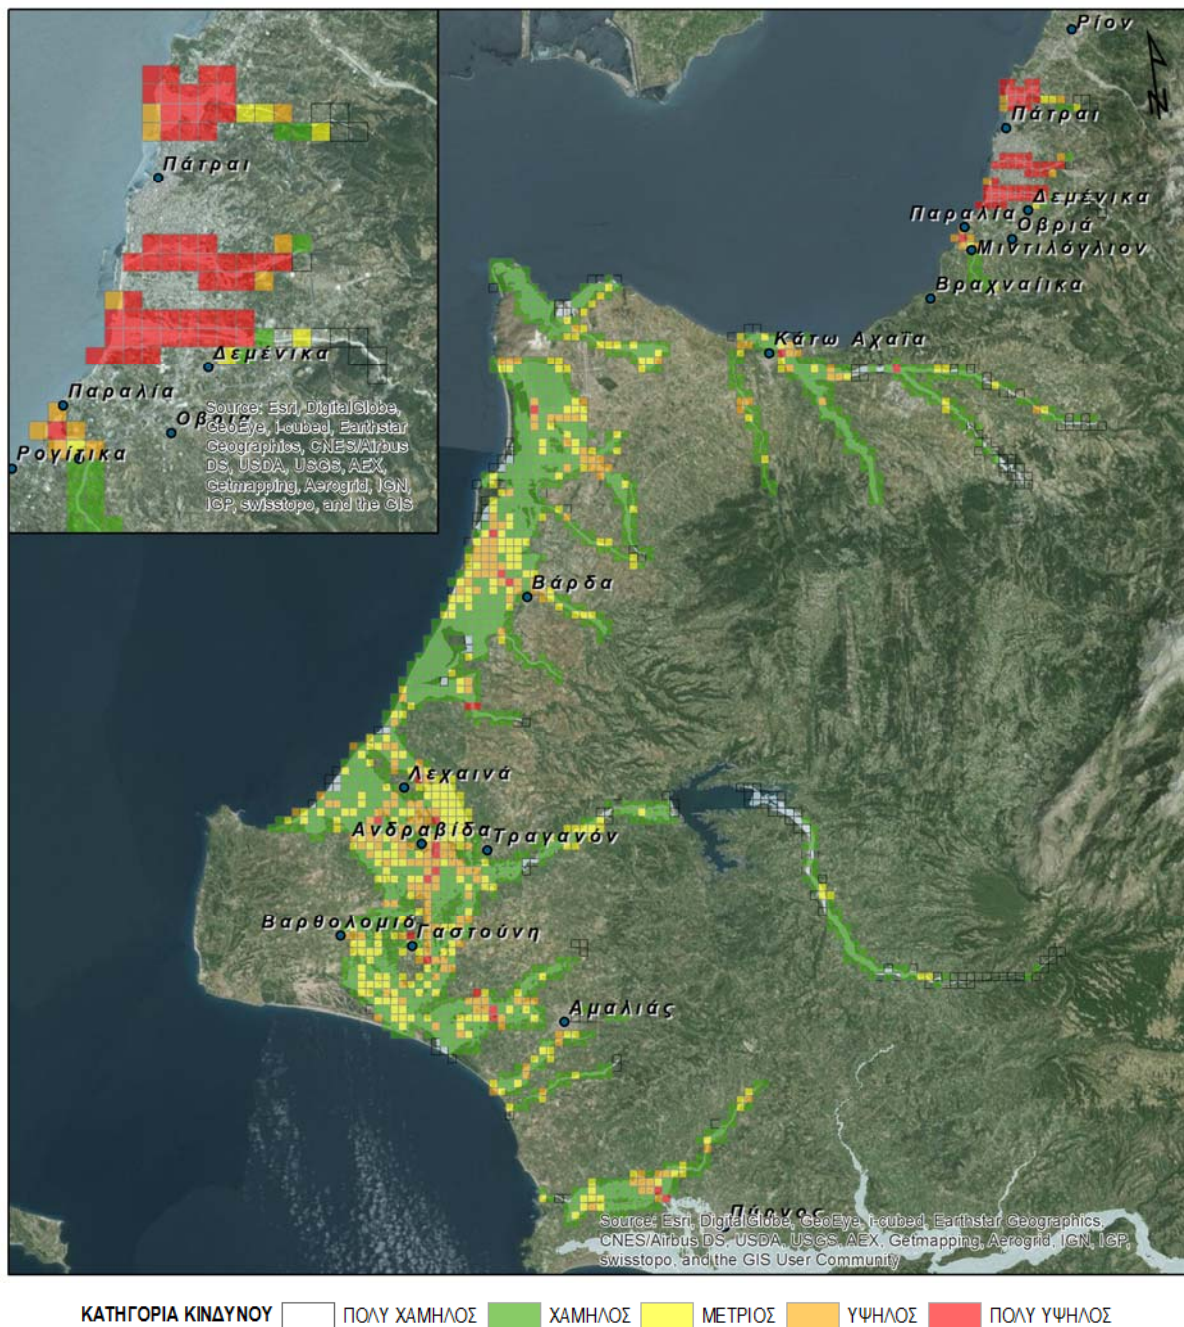 Ρίον
Πάτραι
Δεμένικα
Παραλία
Οβριά
Μιντιλόγλιον
Βραχναίικα
Κάτω Αχαΐα
Βάρδα
Λεχαινά
Ανδραβίδα
Τραγανόν
Βαρθολομιό
Γαστούνη
Αμαλιάς
Πύργος
Source: Esri, DigitalGlobe, GeoEye, i-cubed, Earthstar Geographics,
CNES/Airbus DS, USDA, USGS, AEX, Getmapping, Aerogrid, IGN, IGP,
swisstopo, and the GIS User Community
Πάτραι
Δεμένικα
Παραλία
Οβριά
Ρογίτικα
Source: Esri, DigitalGlobe,
GeoEye, i-cubed, Earthstar
Geographics, CNES/Airbus
DS, USDA, USGS, AEX,
Getmapping, Aerogrid, IGN,
IGP, swisstopo, and the GIS
ΚΑΤΗΓΟΡΙΑ ΚΙΝΔΥΝΟΥ ΠΟΛΥ ΧΑΜΗΛΟΣ ΧΑΜΗΛΟΣ ΜΕΤΡΙΟΣ ΥΨΗΛΟΣ ΠΟΛΥ ΥΨΗΛΟΣ